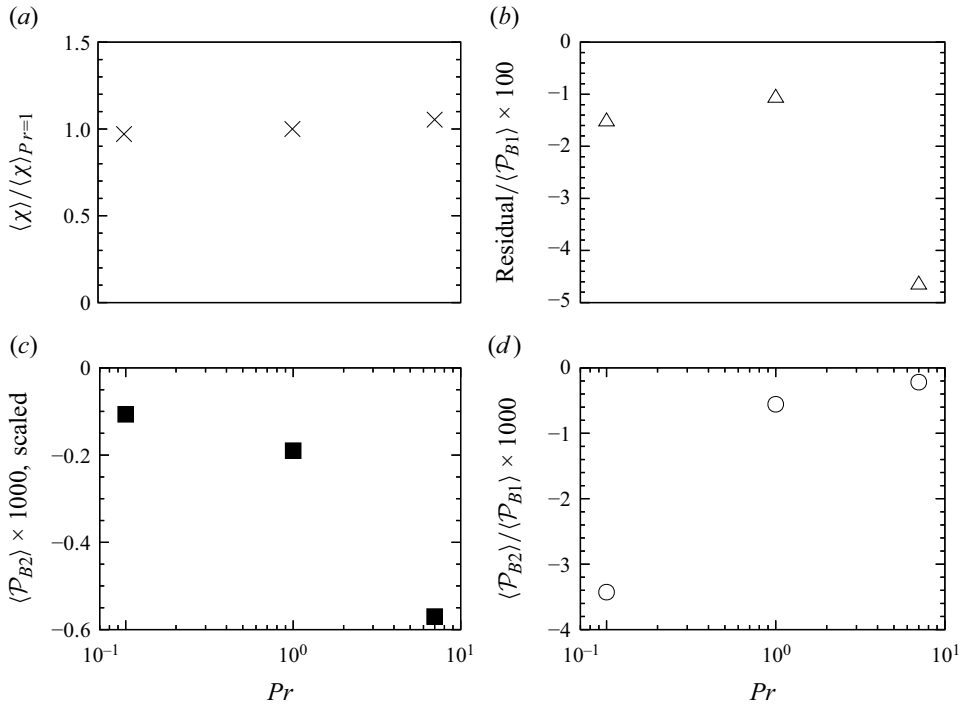 (a)
1.5
1.0
0.5
0
⟨χ⟩/⟨χ⟩Pr=1
(b)
0
−1
−2
−3
−4
−5
Residual/⟨𝒫B1⟩ × 100
(c)
0
−0.2
−0.4
−0.6
⟨𝒫B2⟩ × 1000, scaled
10⁻¹
10⁰
10¹
Pr
(d)
0
−1
−2
−3
−4
⟨𝒫B2⟩/⟨𝒫B1⟩ × 1000
10⁻¹
10⁰
10¹
Pr